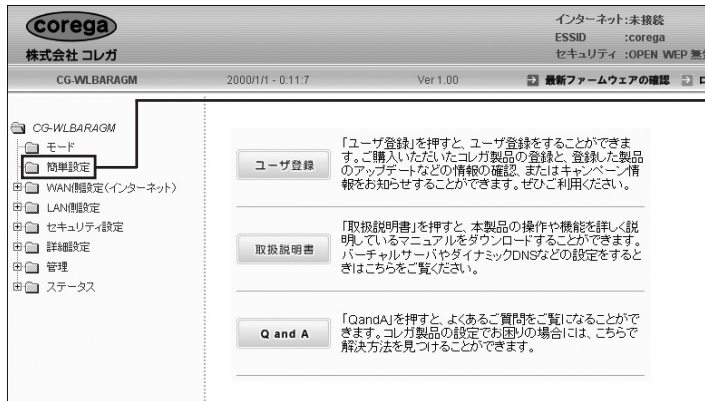 corega
株式会社 コレガ
インターネット:未接続
ESSID :corega
セキュリティ :OPEN WEP
CG-WLBARAGM 2000/1/1 - 0:11:7 Ver 1.00 最新ファームウェアの確認
CG-WLBARAGM
モード
簡単設定
WAN側設定(インターネット)
LAN側設定
セキュリティ設定
詳細設定
管理
ステータス
ユーザ登録
「ユーザ登録」を押すと、ユーザ登録をすることができま
す。ご購入いただいたコレガ製品の登録と、登録した製品
のアップデートなどの情報の確認、またはキャンペーン情
報をお知らせすることができます。ぜひご利用ください。
取扱説明書
「取扱説明書」を押すと、本製品の操作や機能を詳しく説
明しているマニュアルをダウンロードすることができます。
バーチャルサーバやダイナミックDNSなどの設定をすると
きはこちらをご覧ください。
Q and A
「QandA」を押すと、よくあるご質問をご覧になることがで
きます。コレガ製品の設定でお困りの場合には、こちらで
解決方法を見つけることができます。